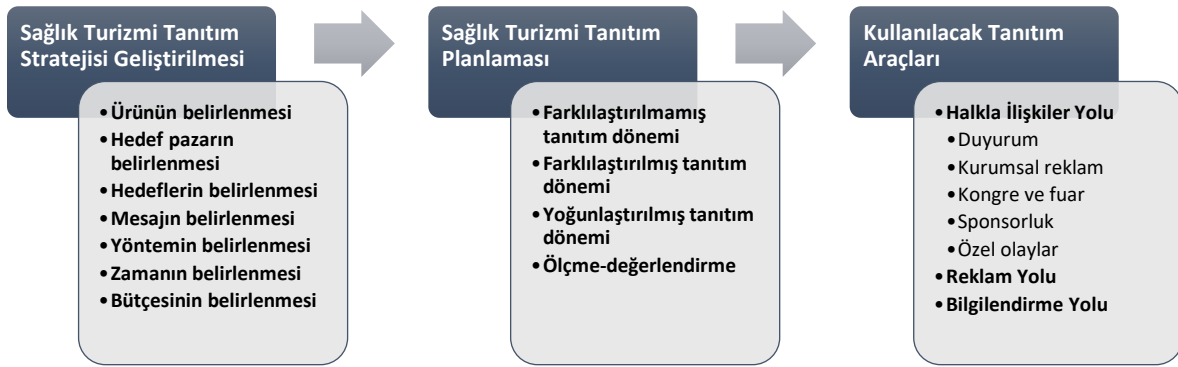 Sağlık Turizmi Tanıtım
Stratejisi Geliştirilmesi
• Ürünün belirlenmesi
• Hedef pazarın
belirlenmesi
• Hedeflerin belirlenmesi
• Mesajın belirlenmesi
• Yöntemin belirlenmesi
• Zamanın belirlenmesi
• Bütçesinin belirlenmesi
Sağlık Turizmi Tanıtım
Planlaması
• Farklılaştırılmamış
tanıtım dönemi
• Farklılaştırılmış tanıtım
dönemi
• Yoğunlaştırılmış tanıtım
dönemi
• Ölçme-değerlendirme
Kullanılacak Tanıtım
Araçları
• Halkla İlişkiler Yolu
• Duyurum
• Kurumsal reklam
• Kongre ve fuar
• Sponsorluk
• Özel olaylar
• Reklam Yolu
• Bilgilendirme Yolu